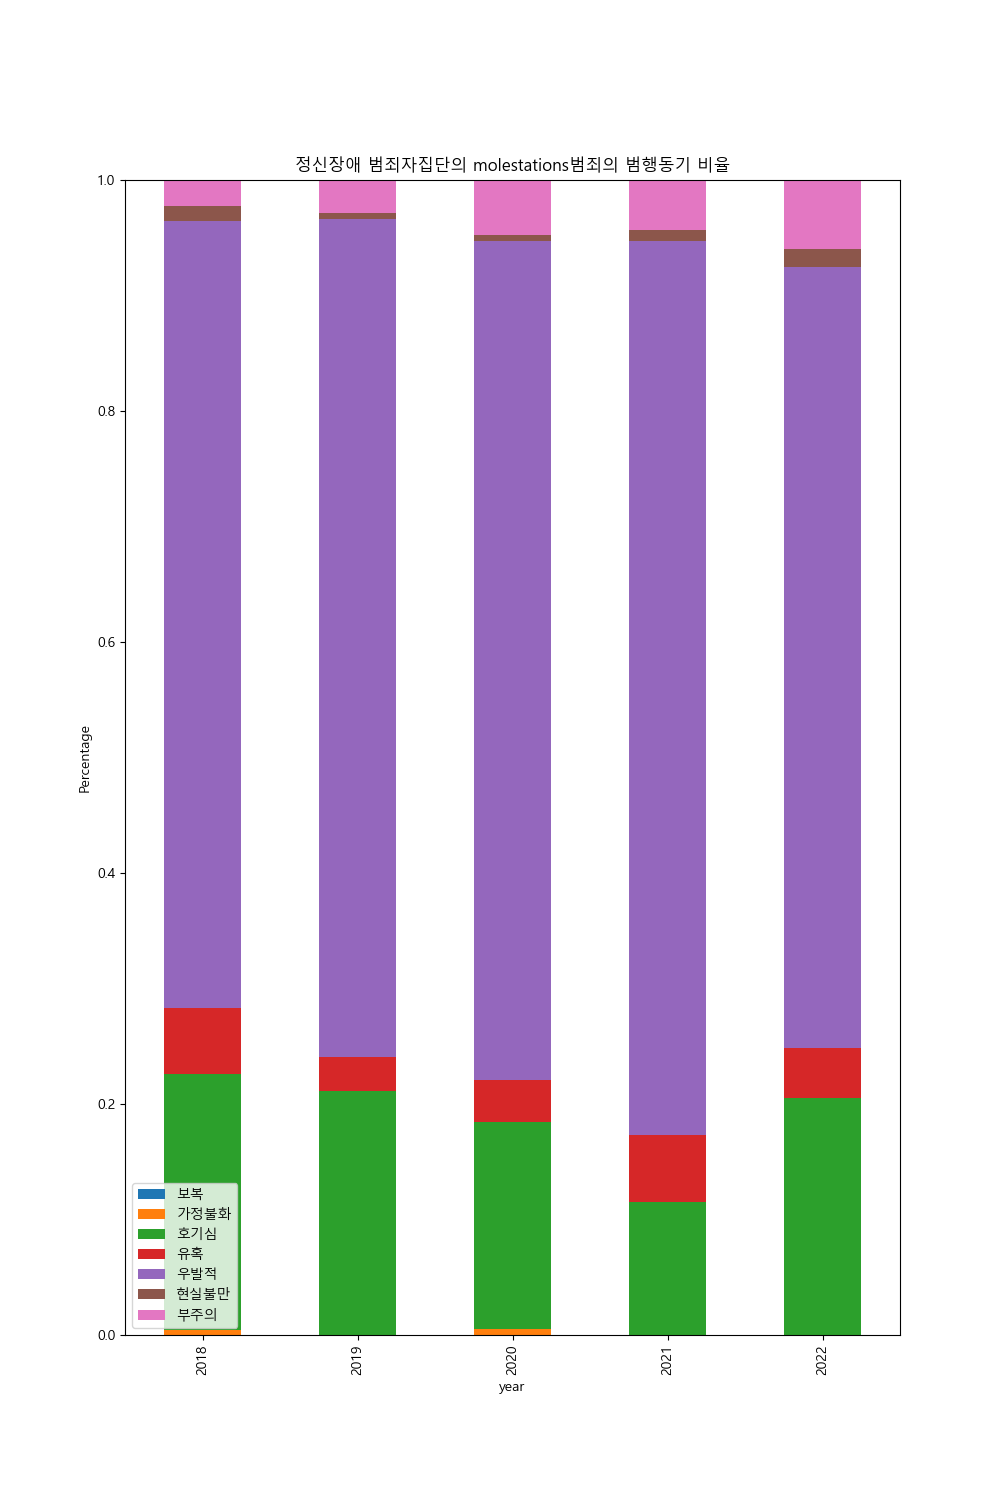 정신장애 범죄자집단의 molestations범죄의 범행동기 비율
1.0
0.8
0.6
0.4
0.2
0.0
Percentage
보복
가정불화
호기심
유혹
우발적
현실불만
부주의
2018
2019
2020
2021
2022
year